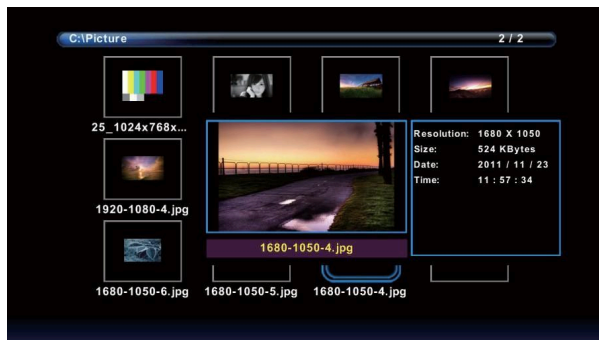 C:\Picture 2 / 2
25_1024x768x...
Resolution: 1680 X 1050
Size: 524 KBytes
Date: 2011 / 11 / 23
Time: 11 : 57 : 34
1920-1080-4.jpg
1680-1050-4.jpg
1680-1050-6.jpg 1680-1050-5.jpg 1680-1050-4.jpg